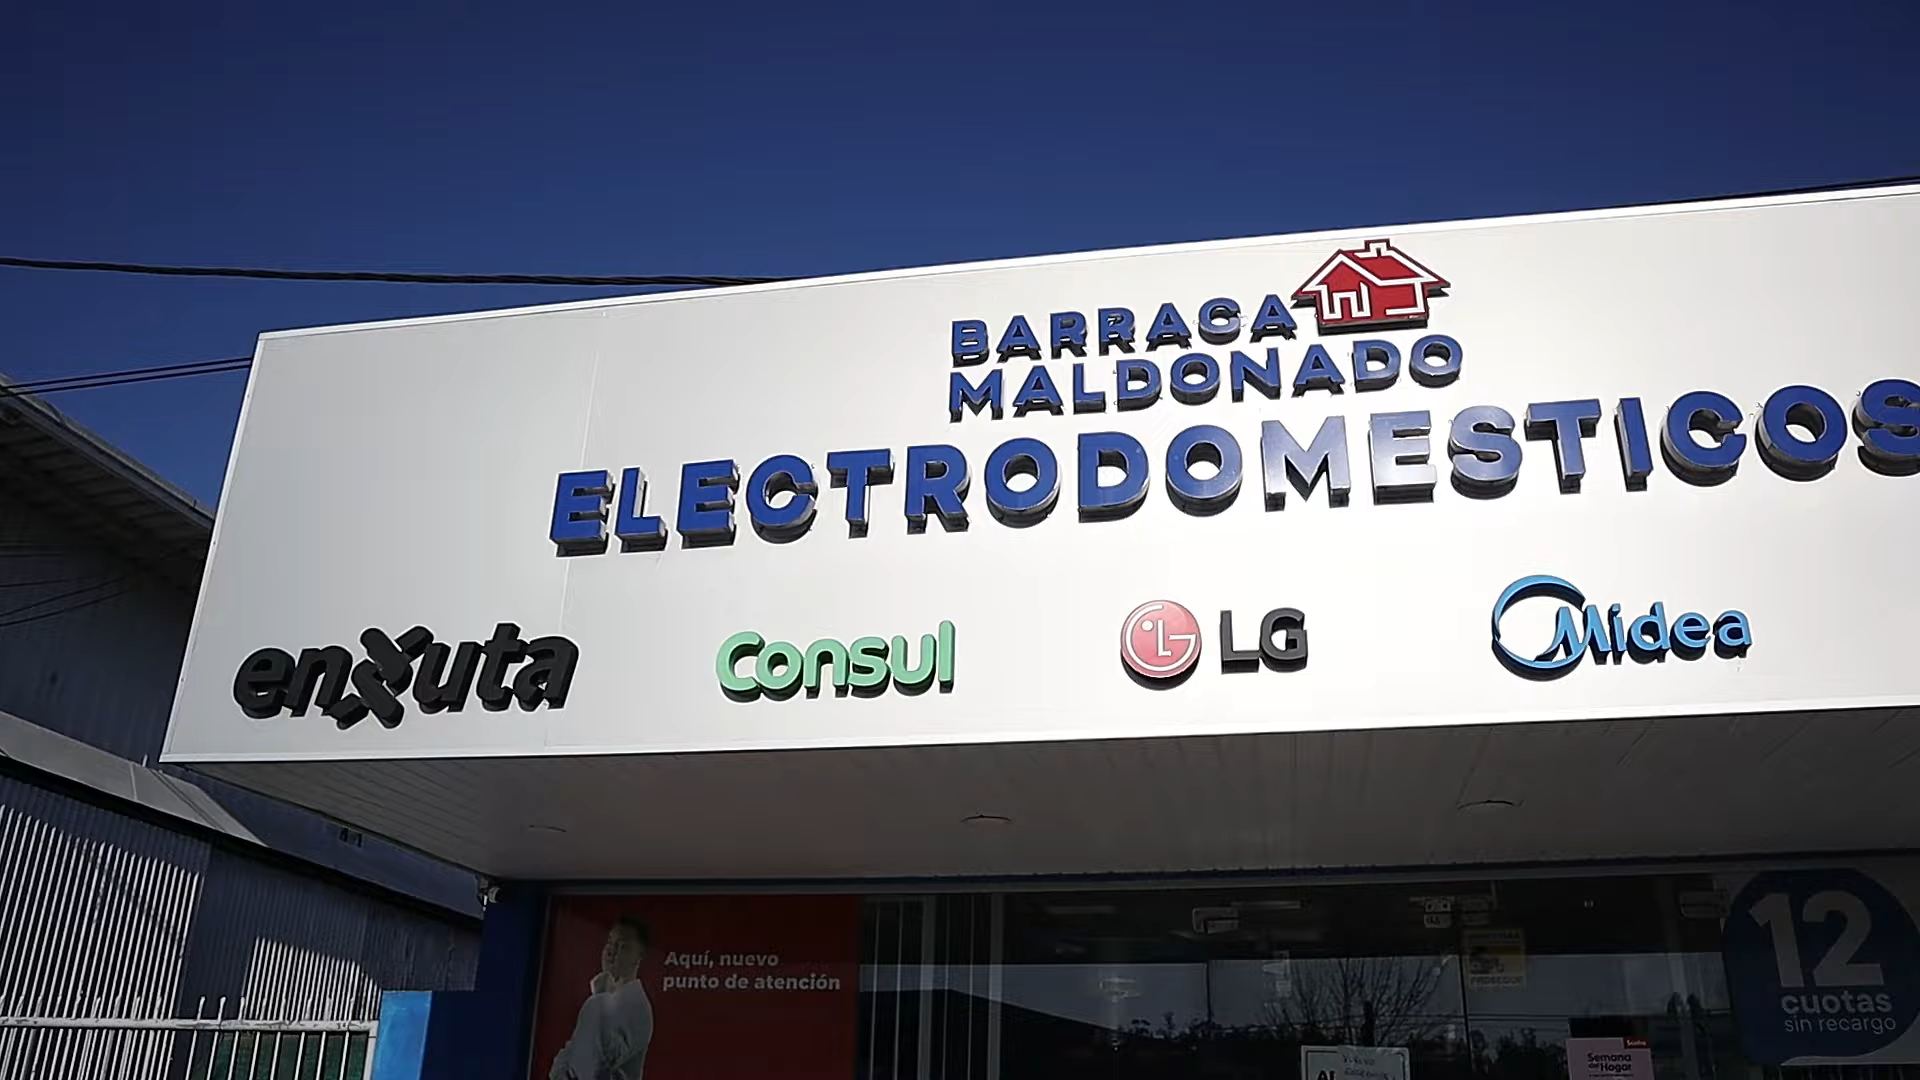 BARRACA
MALDONADO
ELECTRODOMESTICOS
enxuta
Consul
LG
Midea
Aquí, nuevo
punto de atención
12
cuotas
sin recargo
Semana
del Hogar